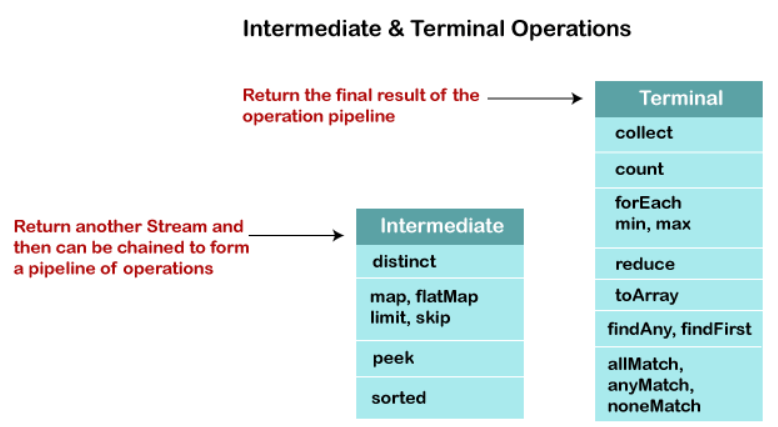 Intermediate & Terminal Operations
Return the final result of the
operation pipeline
Terminal
collect
count
forEach
min, max
reduce
toArray
findAny, findFirst
allMatch,
anyMatch,
noneMatch
Return another Stream and
then can be chained to form
a pipeline of operations
Intermediate
distinct
map, flatMap
limit, skip
peek
sorted